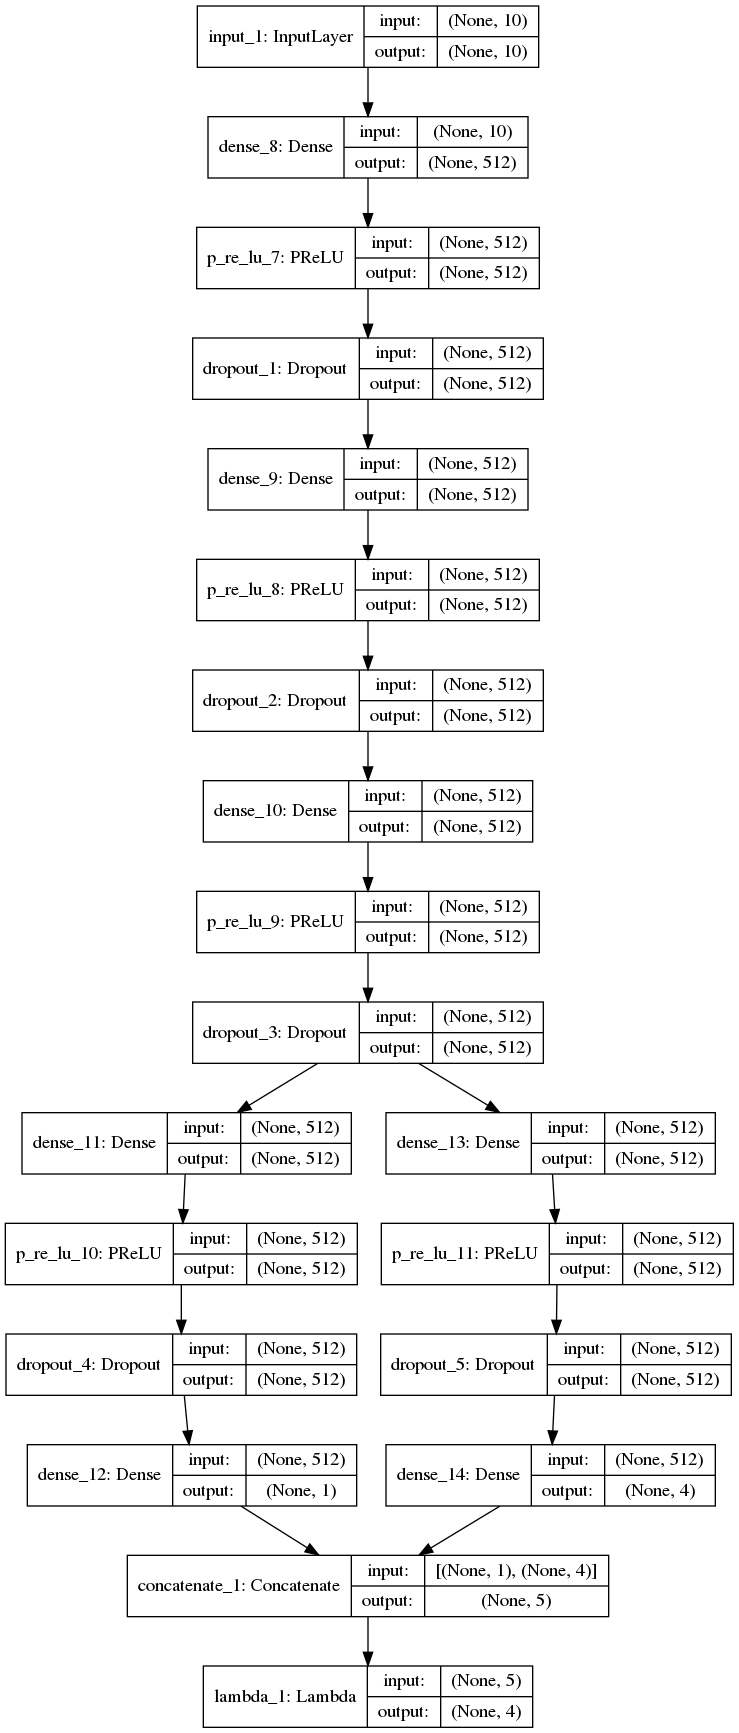 input_1: InputLayer
input:
(None, 10)
output:
(None, 10)
dense_8: Dense
input:
(None, 10)
output:
(None, 512)
p_re_lu_7: PReLU
input:
(None, 512)
output:
(None, 512)
dropout_1: Dropout
input:
(None, 512)
output:
(None, 512)
dense_9: Dense
input:
(None, 512)
output:
(None, 512)
p_re_lu_8: PReLU
input:
(None, 512)
output:
(None, 512)
dropout_2: Dropout
input:
(None, 512)
output:
(None, 512)
dense_10: Dense
input:
(None, 512)
output:
(None, 512)
p_re_lu_9: PReLU
input:
(None, 512)
output:
(None, 512)
dropout_3: Dropout
input:
(None, 512)
output:
(None, 512)
dense_11: Dense
input:
(None, 512)
output:
(None, 512)
dense_13: Dense
input:
(None, 512)
output:
(None, 512)
p_re_lu_10: PReLU
input:
(None, 512)
output:
(None, 512)
p_re_lu_11: PReLU
input:
(None, 512)
output:
(None, 512)
dropout_4: Dropout
input:
(None, 512)
output:
(None, 512)
dropout_5: Dropout
input:
(None, 512)
output:
(None, 512)
dense_12: Dense
input:
(None, 512)
output:
(None, 1)
dense_14: Dense
input:
(None, 512)
output:
(None, 4)
concatenate_1: Concatenate
input:
[(None, 1), (None, 4)]
output:
(None, 5)
lambda_1: Lambda
input:
(None, 5)
output:
(None, 4)